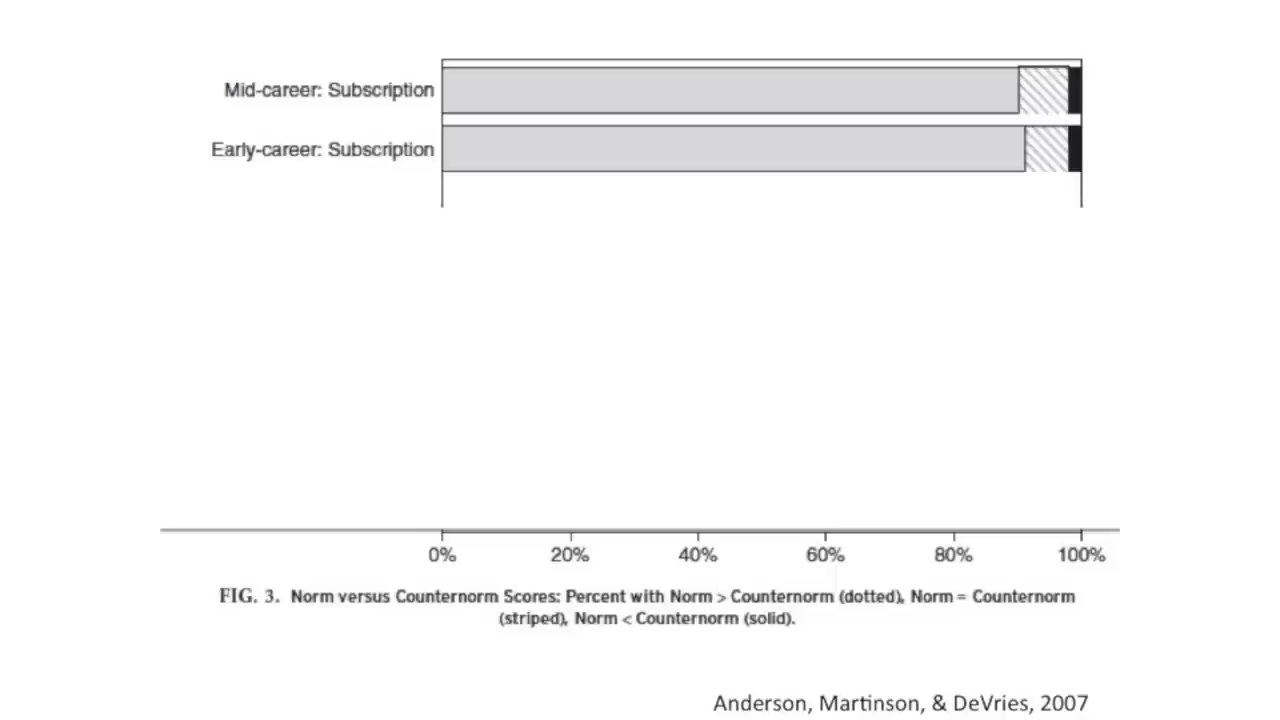 Mid-career: Subscription
Early-career: Subscription
0% 20% 40% 60% 80% 100%
FIG. 3. Norm versus Counternorm Scores: Percent with Norm > Counternorm (dotted), Norm = Counternorm
(striped), Norm < Counternorm (solid).
Anderson, Martinson, & DeVries, 2007